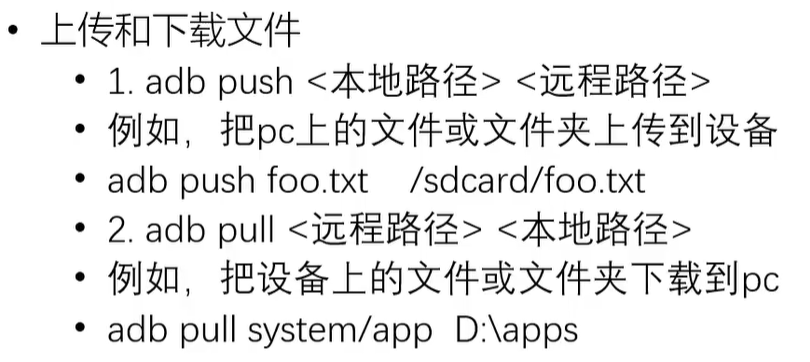 • 上传和下载文件
• 1. adb push <本地路径> <远程路径>
• 例如，把pc上的文件或文件夹上传到设备
• adb push foo.txt /sdcard/foo.txt
• 2. adb pull <远程路径> <本地路径>
• 例如，把设备上的文件或文件夹下载到pc
• adb pull system/app D:\apps